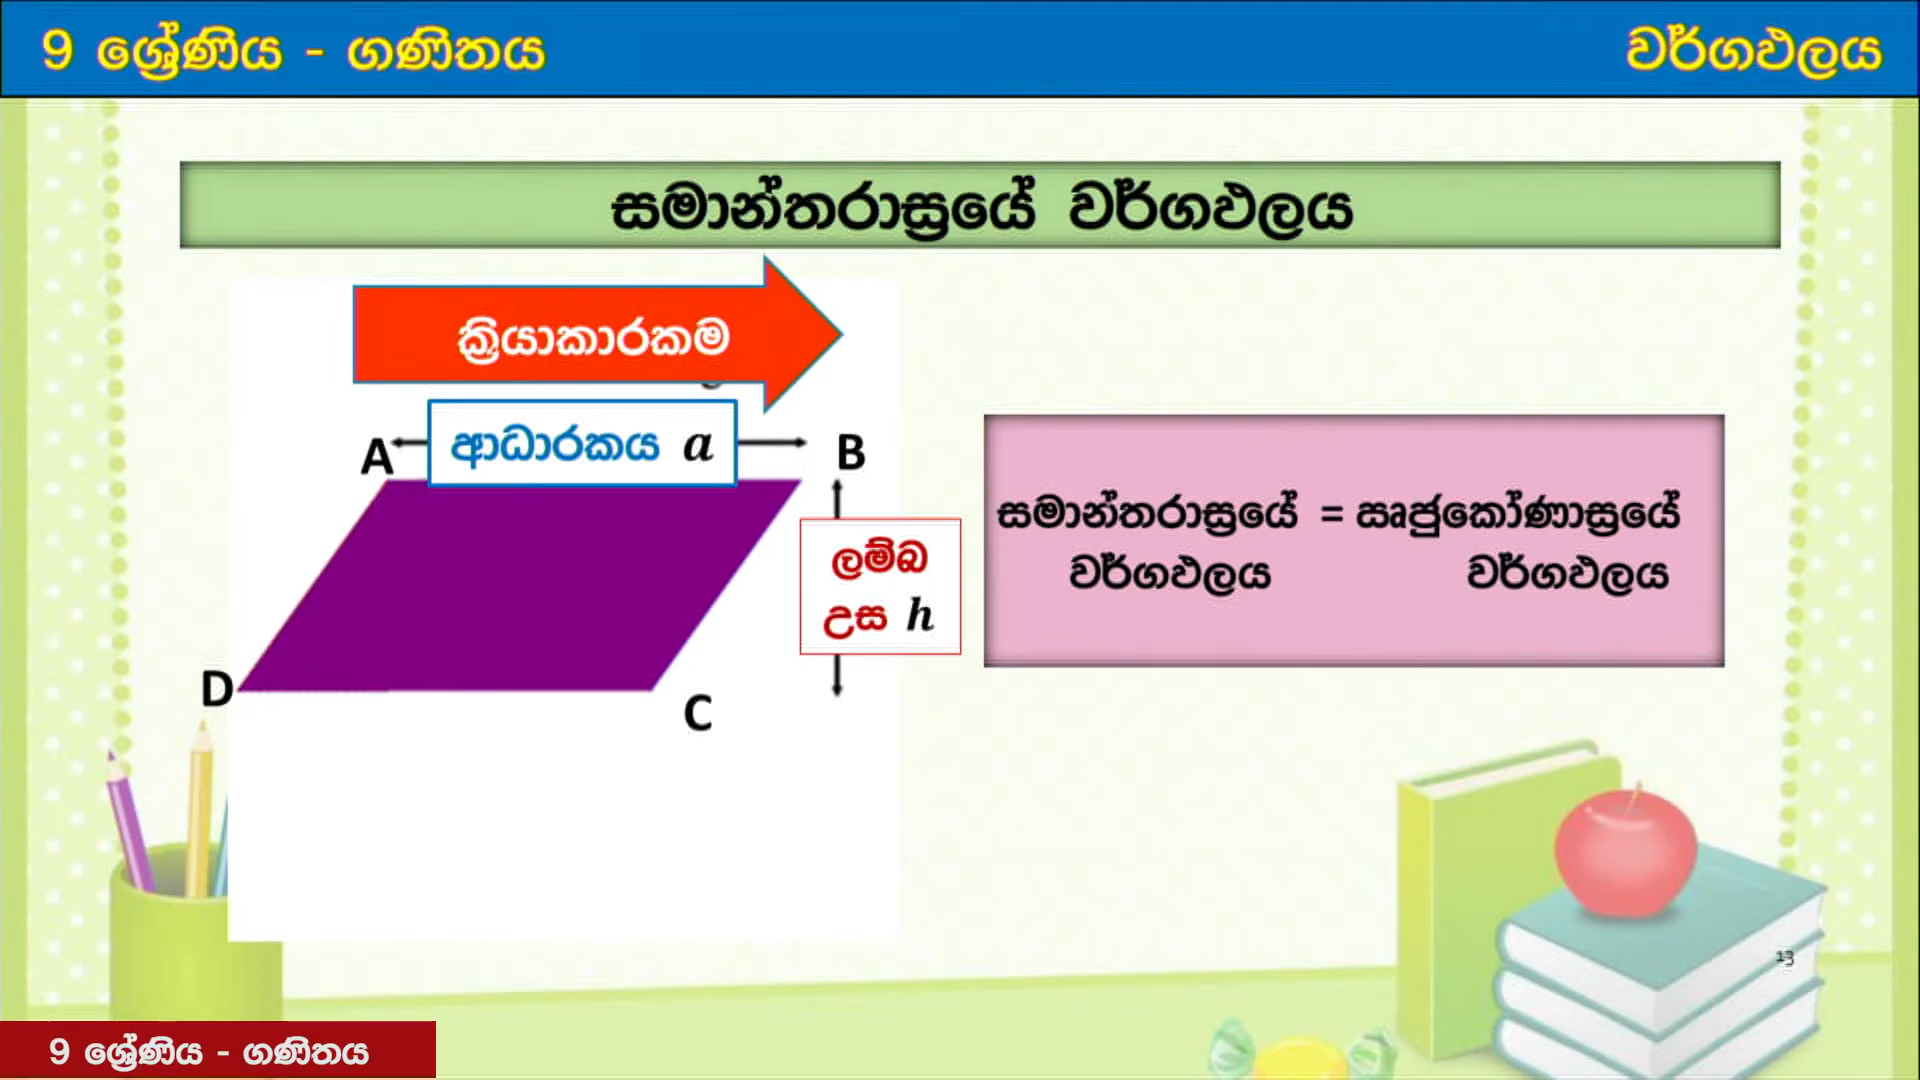 9 ශ්‍රේණිය - ගණිතය
වර්ගඵලය
සමාන්තරාස්‍රයේ වර්ගඵලය
ක්‍රියාකාරකම
ආධාරකය a
A
B
ලම්බ
උස h
D
C
සමාන්තරාස්‍රයේ = ඍජුකෝණාස්‍රයේ
වර්ගඵලය වර්ගඵලය
13
9 ශ්‍රේණිය - ගණිතය